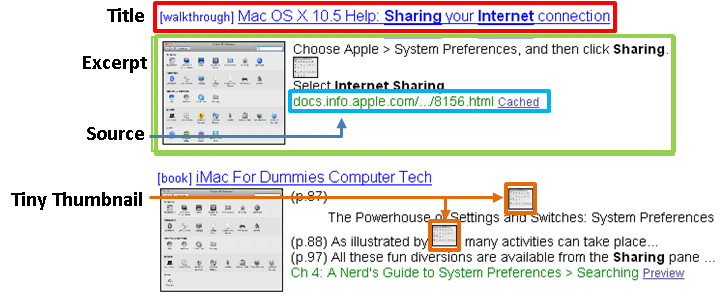 Title
[walkthrough] Mac OS X 10.5 Help: Sharing your Internet connection
Excerpt
Choose Apple > System Preferences, and then click Sharing.
Select Internet Sharing
docs.info.apple.com/.../8156.html Cached
Source
[book] iMac For Dummies Computer Tech
Tiny Thumbnail
(p.87)
The Powerhouse of Settings and Switches: System Preferences
(p.88) As illustrated by many activities can take place...
(p.97) All these fun diversions are available from the Sharing pane ...
Ch 4: A Nerd's Guide to System Preferences > Searching Preview